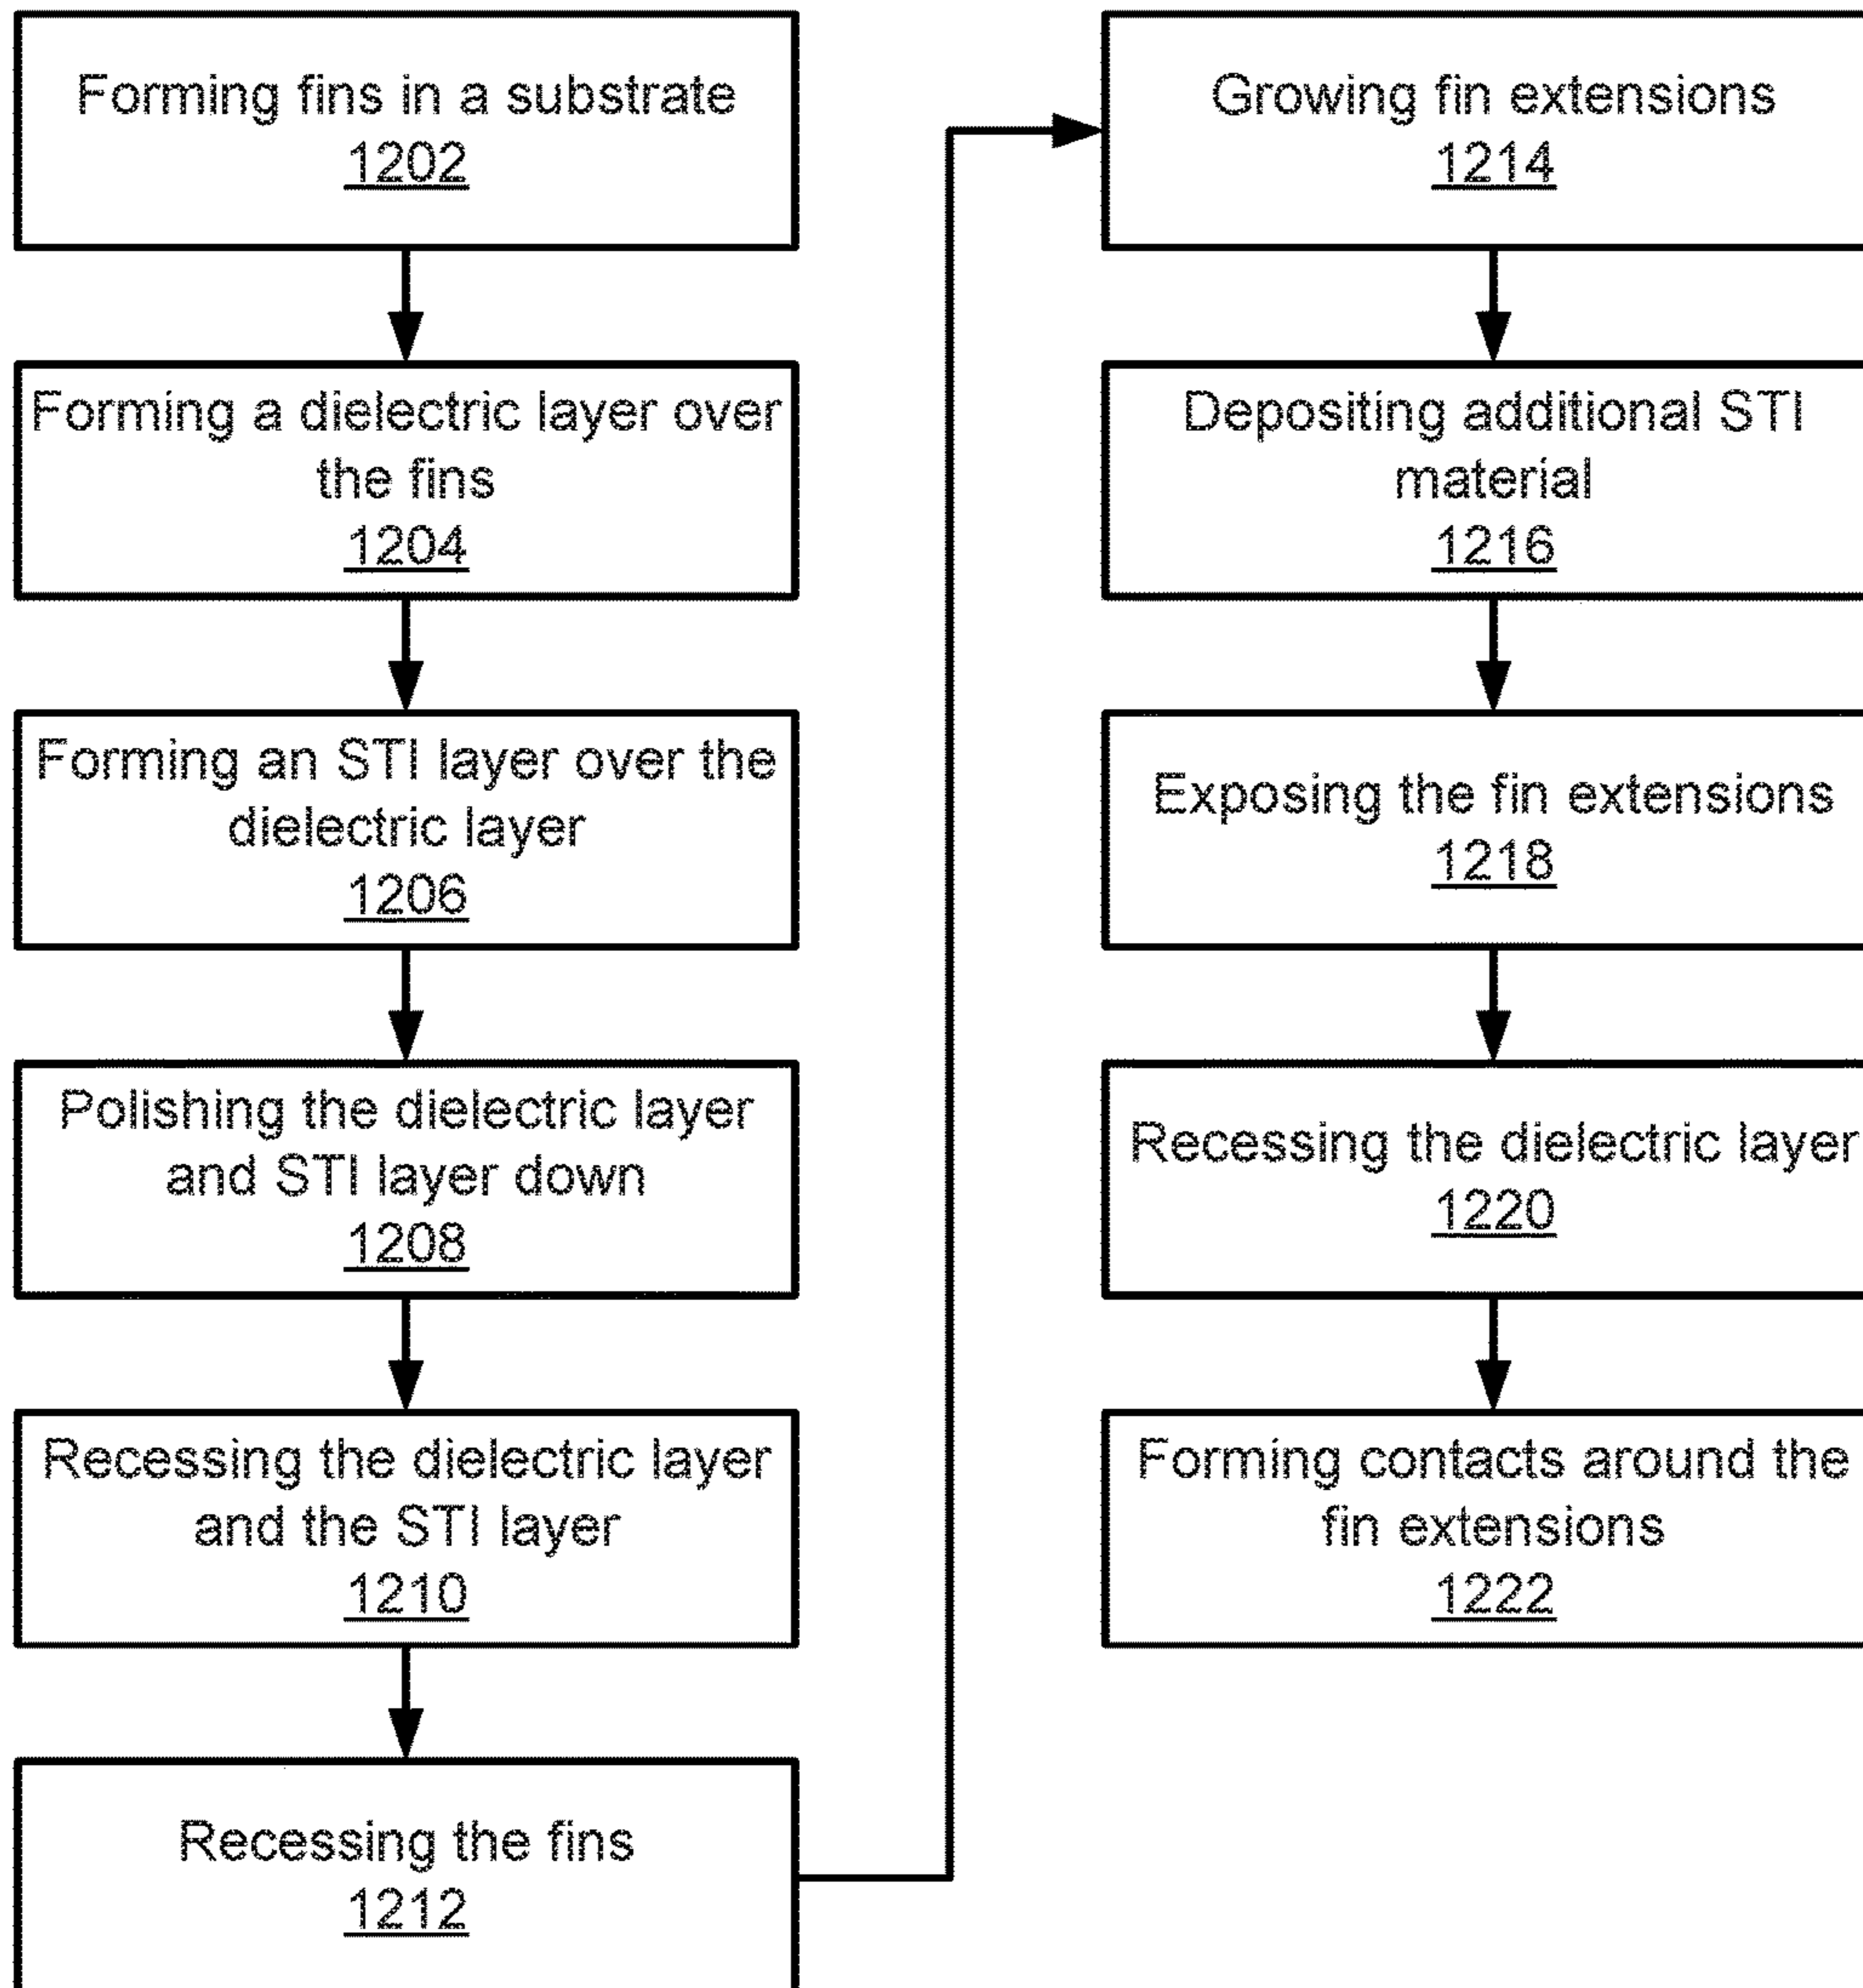 Forming fins in a substrate
1202
Forming a dielectric layer over
the fins
1204
Forming an STI layer over the
dielectric layer
1206
Polishing the dielectric layer
and STI layer down
1208
Recessing the dielectric layer
and the STI layer
1210
Recessing the fins
1212
Growing fin extensions
1214
Depositing additional STI
material
1216
Exposing the fin extensions
1218
Recessing the dielectric layer
1220
Forming contacts around the
fin extensions
1222